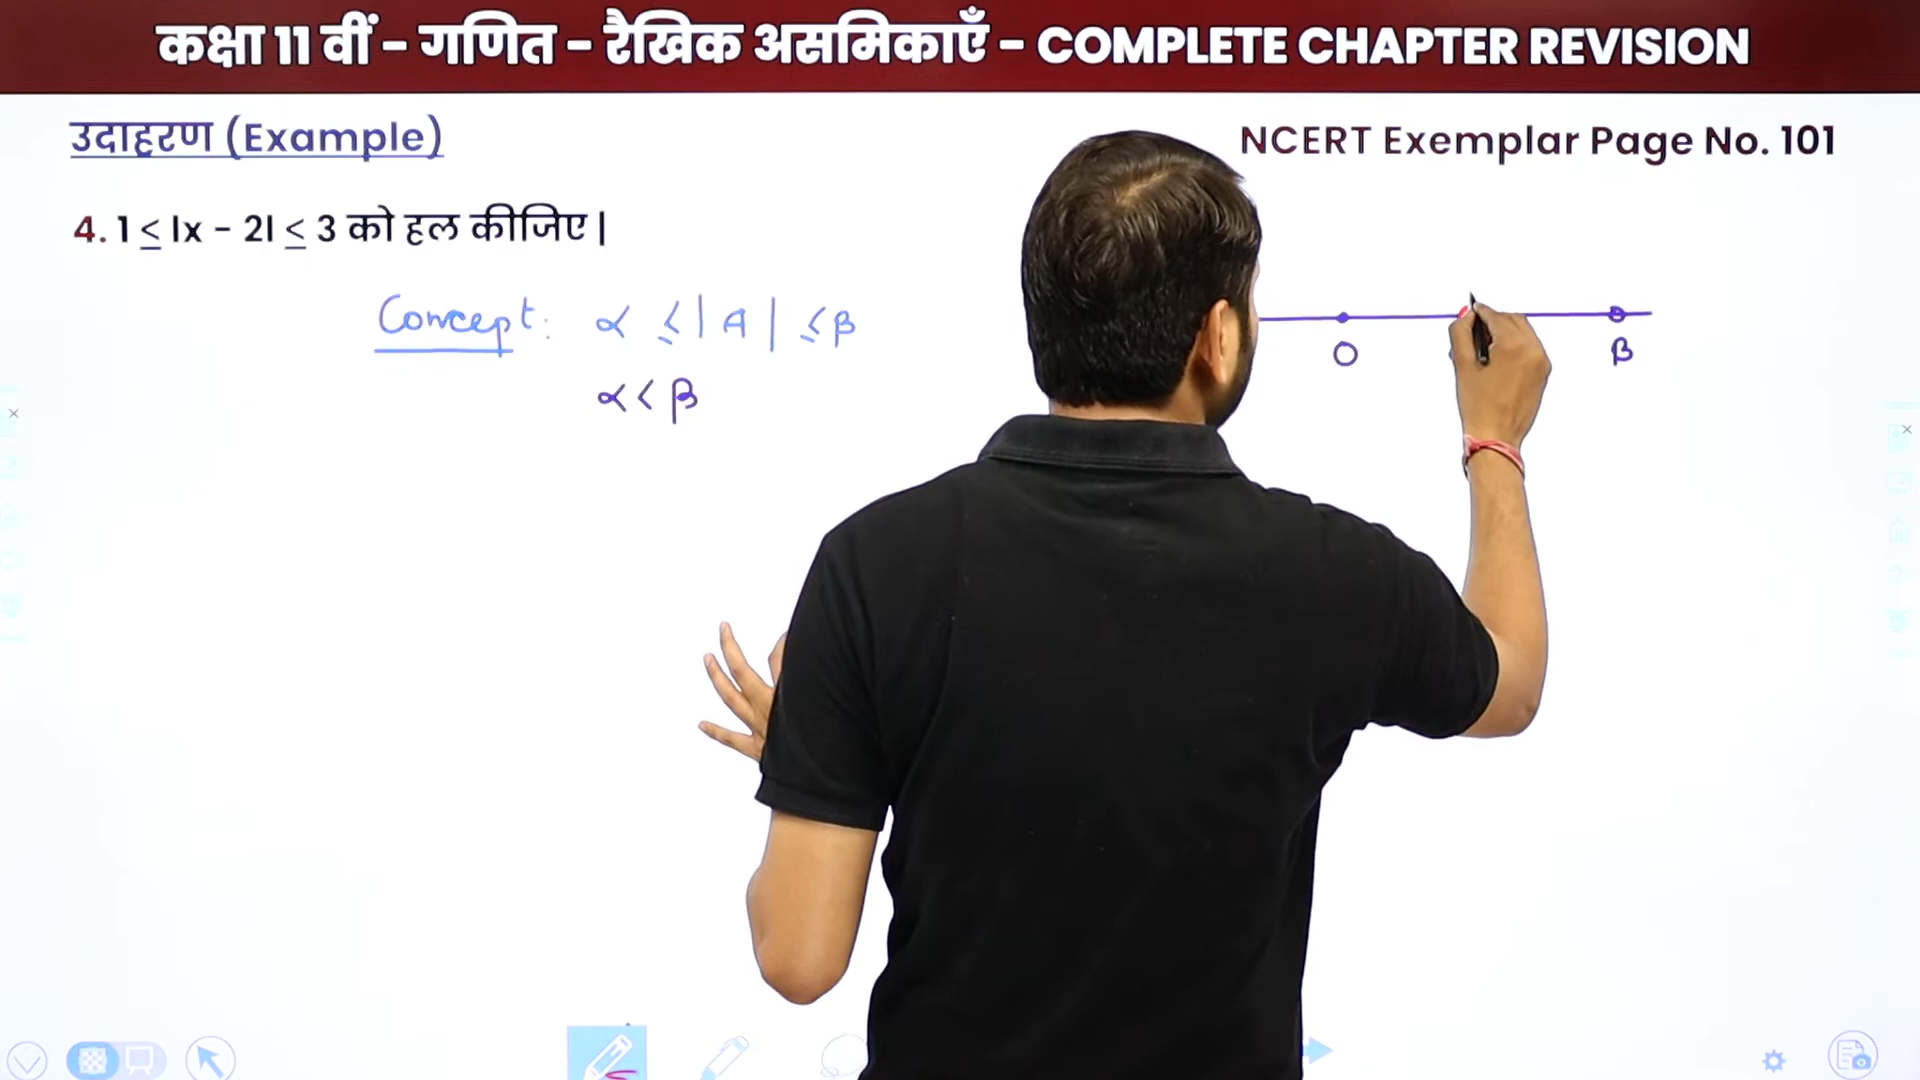 कक्षा 11 वीं - गणित - रैखिक असमिकाएँ - COMPLETE CHAPTER REVISION
उदाहरण (Example)
NCERT Exemplar Page No. 101
4. 1 ≤ |x - 2| ≤ 3 को हल कीजिए |
Concept: α ≤ | A | ≤ β
α < β
O β